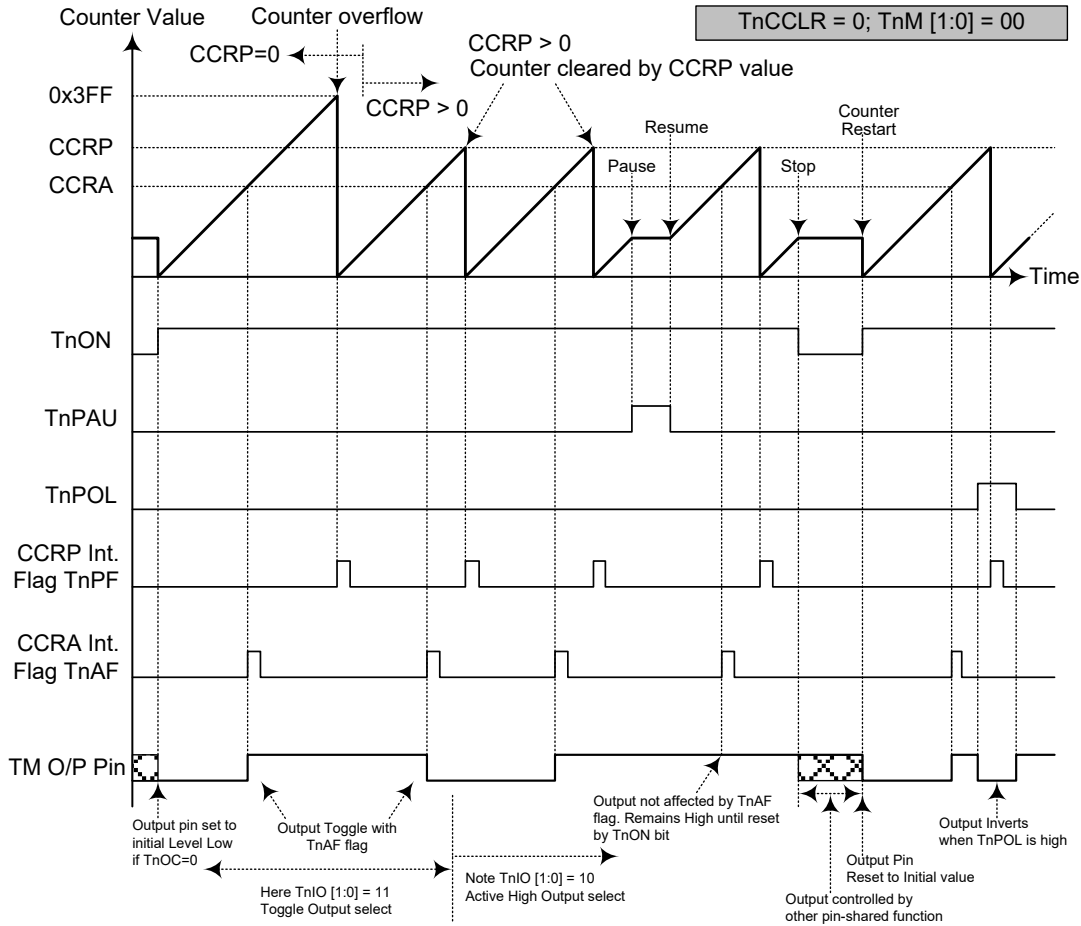 Counter Value
Counter overflow
TnCCLR = 0; TnM [1:0] = 00
CCRP=0
CCRP > 0
CCRP > 0
Counter cleared by CCRP value
0x3FF
CCRP
CCRA
Pause
Resume
Stop
Counter
Restart
Time
TnON
TnPAU
TnPOL
CCRP Int.
Flag TnPF
CCRA Int.
Flag TnAF
TM O/P Pin
Output pin set to
initial Level Low
if TnOC=0
Output Toggle with
TnAF flag
Here TnIO [1:0] = 11
Toggle Output select
Note TnIO [1:0] = 10
Active High Output select
Output not affected by TnAF
flag. Remains High until reset
by TnON bit
Output controlled by
other pin-shared function
Output Pin
Reset to Initial value
Output Inverts
when TnPOL is high